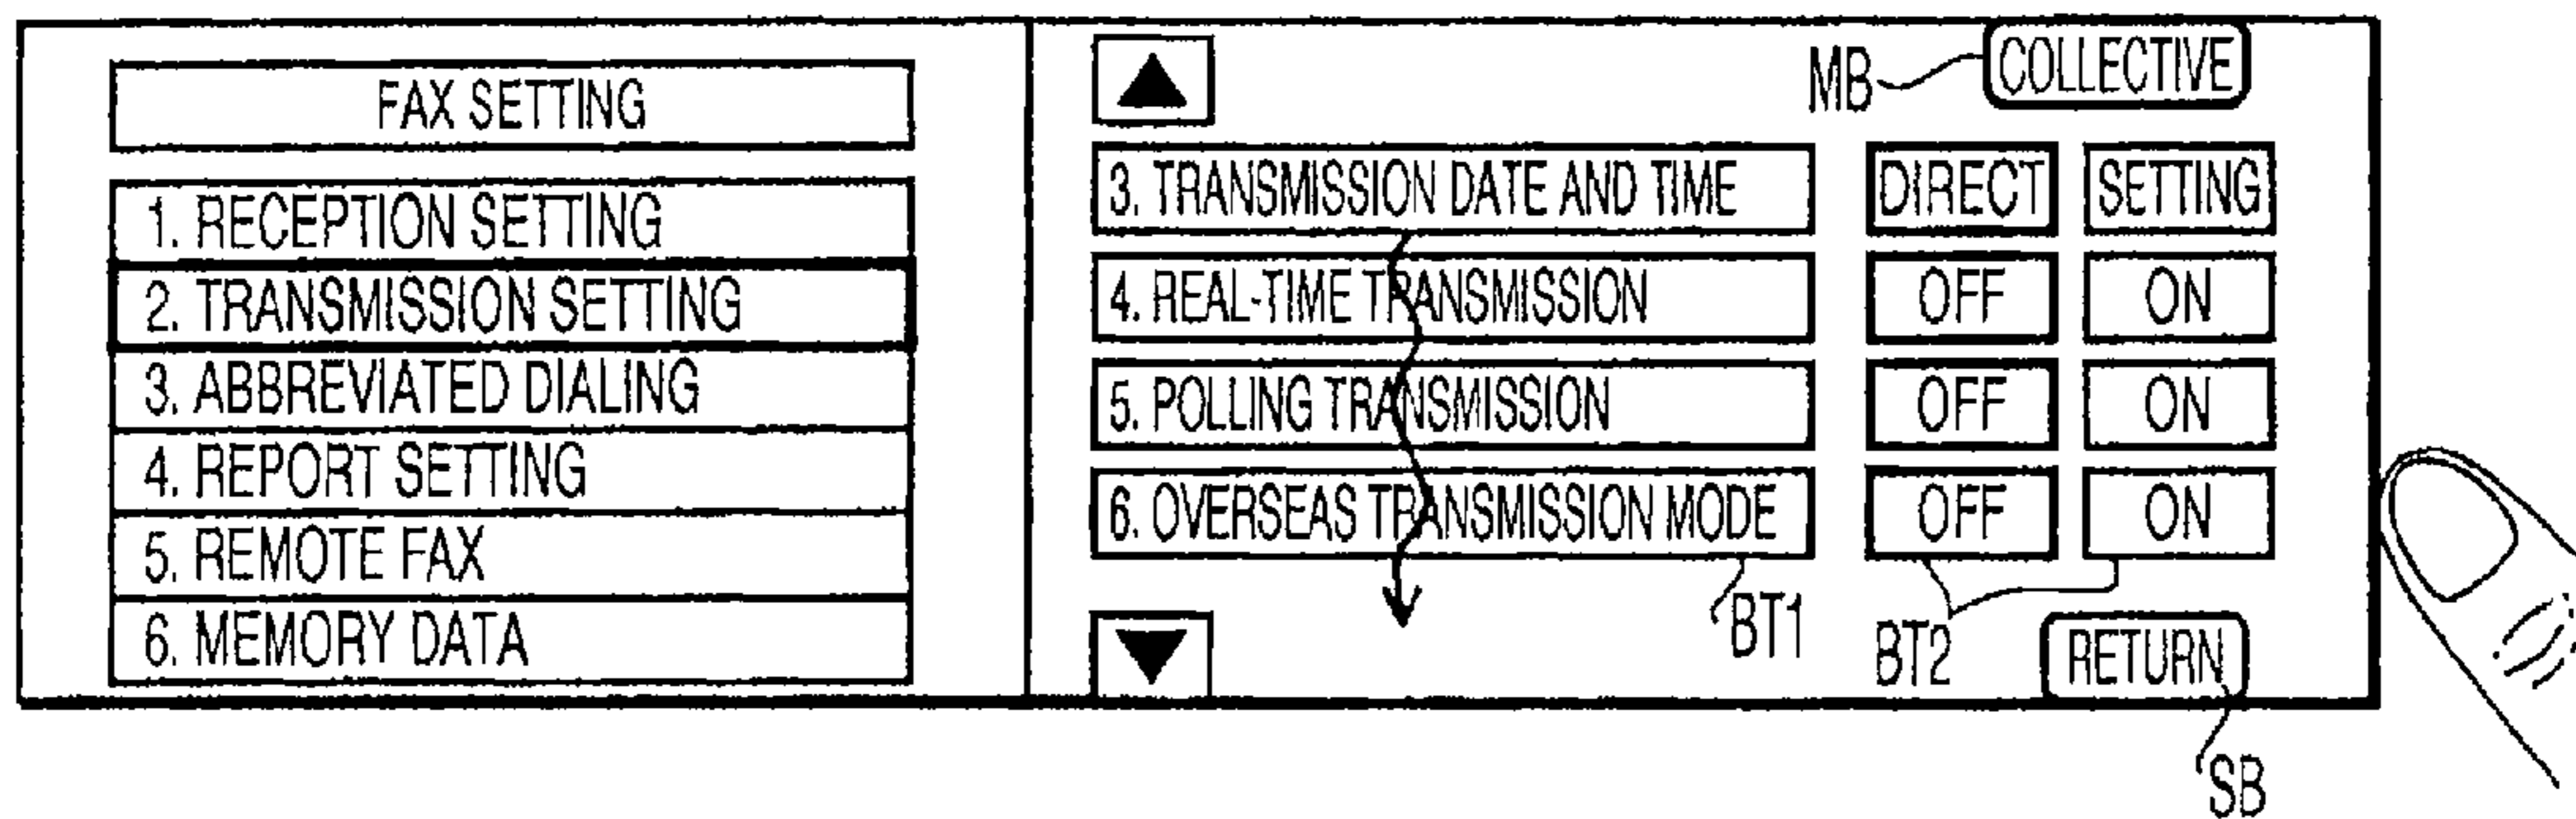 FAX SETTING
1. RECEPTION SETTING
2. TRANSMISSION SETTING
3. ABBREVIATED DIALING
4. REPORT SETTING
5. REMOTE FAX
6. MEMORY DATA
MB
COLLECTIVE
3. TRANSMISSION DATE AND TIME DIRECT SETTING
4. REAL-TIME TRANSMISSION OFF ON
5. POLLING TRANSMISSION OFF ON
6. OVERSEAS TRANSMISSION MODE OFF ON
BT1
BT2
RETURN
SB